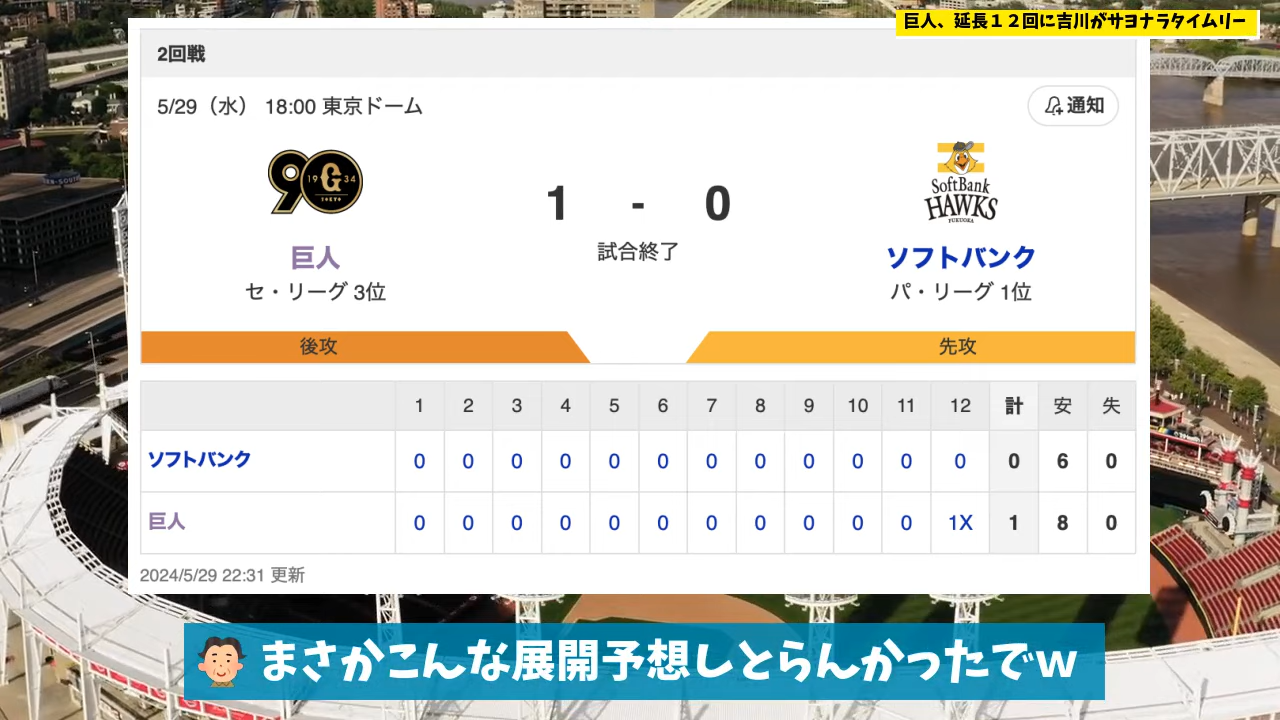 巨人、延長１２回に吉川がサヨナラタイムリー
2回戦
5/29（水） 18:00 東京ドーム
通知
90
19 G 34
TOKYO
SoftBank
HAWKS
FUKUOKA
1 - 0
試合終了
巨人
ソフトバンク
セ・リーグ 3位
パ・リーグ 1位
後攻
先攻
1 2 3 4 5 6 7 8 9 10 11 12 計 安 失
ソフトバンク 0 0 0 0 0 0 0 0 0 0 0 0 0 6 0
巨人 0 0 0 0 0 0 0 0 0 0 0 1X 1 8 0
2024/5/29 22:31 更新
まさかこんな展開予想しとらんかったでw